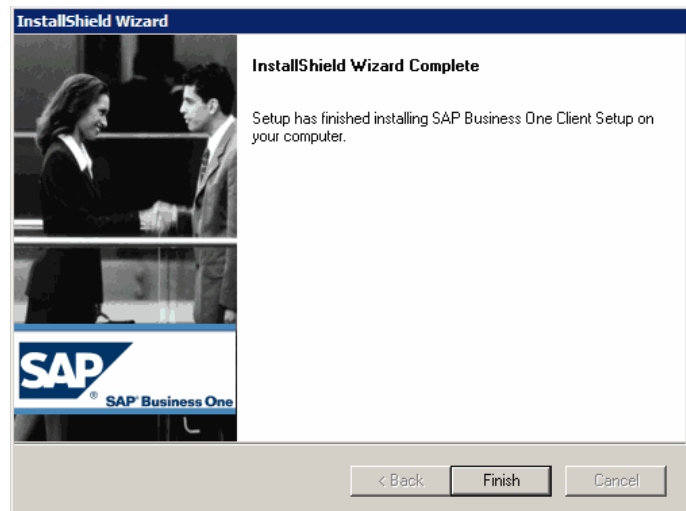 InstallShield Wizard
InstallShield Wizard Complete
Setup has finished installing SAP Business One Client Setup on
your computer.
SAP
®
SAP® Business One
< Back
Finish
Cancel